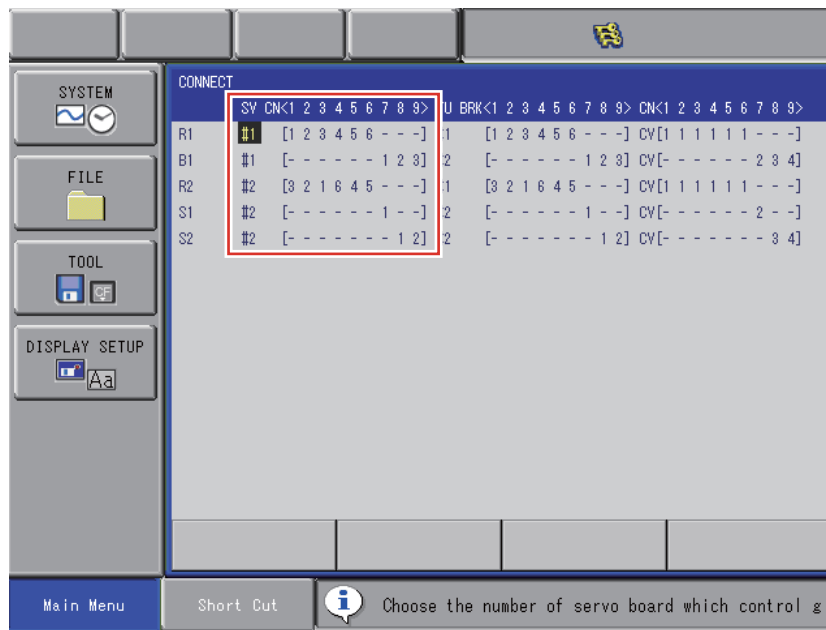 SYSTEM
FILE
TOOL
CF
DISPLAY SETUP
Aa
CONNECT
SV CN<1 2 3 4 5 6 7 8 9> TU BRK<1 2 3 4 5 6 7 8 9> CN<1 2 3 4 5 6 7 8 9>
R1 #1 [1 2 3 4 5 6 - - -] #1 [1 2 3 4 5 6 - - -] CV[1 1 1 1 1 1 - - -]
B1 #1 [- - - - - - 1 2 3] #2 [- - - - - - 1 2 3] CV[- - - - - - 2 3 4]
R2 #2 [3 2 1 6 4 5 - - -] #1 [3 2 1 6 4 5 - - -] CV[1 1 1 1 1 1 - - -]
S1 #2 [- - - - - - 1 - -] #2 [- - - - - - 1 - -] CV[- - - - - - 2 - -]
S2 #2 [- - - - - - - 1 2] #2 [- - - - - - - 1 2] CV[- - - - - - - 3 4]
Main Menu
Short Cut
Choose the number of servo board which control g